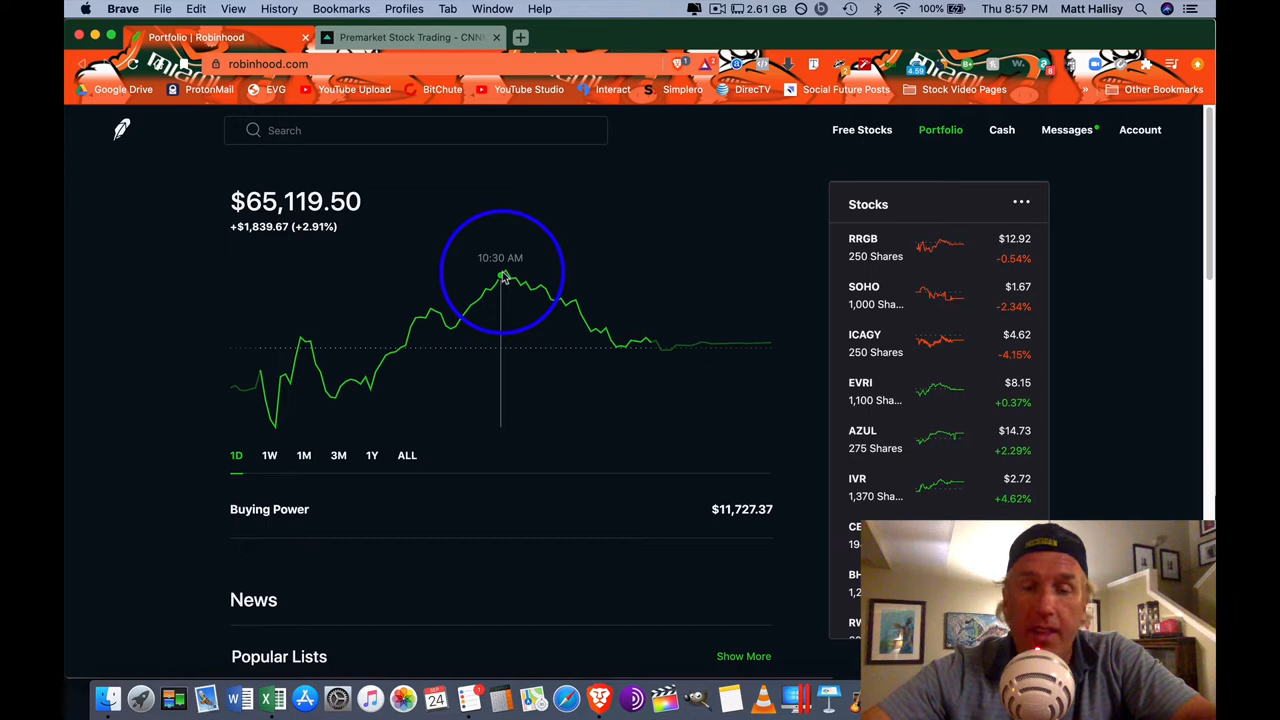 Brave File Edit View History Bookmarks Profiles Tab Window Help 2.61 GB 100% Thu 8:57 PM Matt Hallisy
Portfolio | Robinhood Premarket Stock Trading - CNNM
robinhood.com
Google Drive ProtonMail EVG YouTube Upload BitChute YouTube Studio Interact Simplero DirecTV Social Future Posts Stock Video Pages » Other Bookmarks
Search
Free Stocks Portfolio Cash Messages Account
$65,119.50
+$1,839.67 (+2.91%)
10:30 AM
1D 1W 1M 3M 1Y ALL
Buying Power $11,727.37
News
Popular Lists Show More
Stocks
RRGB $12.92
250 Shares -0.54%
SOHO $1.67
1,000 Sha... -2.34%
ICAGY $4.62
250 Shares -4.15%
EVRI $8.15
1,100 Sha... +0.37%
AZUL $14.73
275 Shares +2.29%
IVR $2.72
1,370 Sha... +4.62%
SEP
24